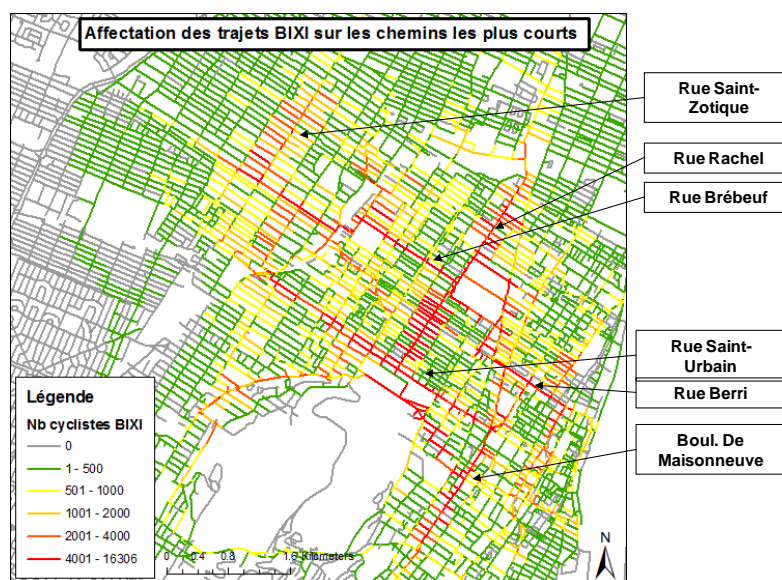 Affectation des trajets BIXI sur les chemins les plus courts
Rue Saint-
Zotique
Rue Rachel
Rue Brébeuf
Rue Saint-
Urbain
Rue Berri
Boul. De
Maisonneuve
Légende
Nb cyclistes BIXI
0
1 - 500
501 - 1000
1001 - 2000
2001 - 4000
4001 - 16306
0 0.4 0.8 1.6 Kilometers
N